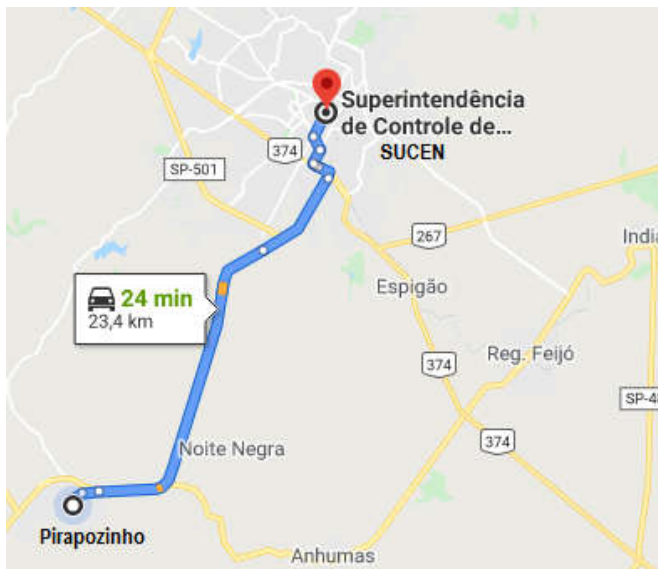 Superintendência
de Controle de...
SUCEN
374
SP-501
267
India
Espigão
24 min
23,4 km
Reg. Feijó
374
SP-4
374
Noite Negra
Pirapozinho
Anhumas